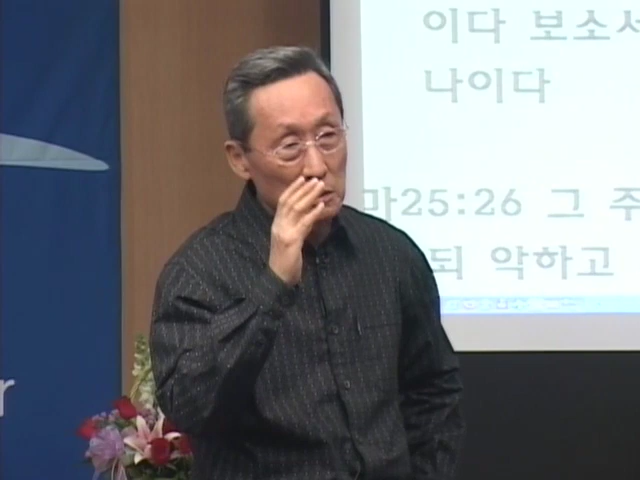 이다 보소서
나이다
마25:26 그 주
되 악하고
r